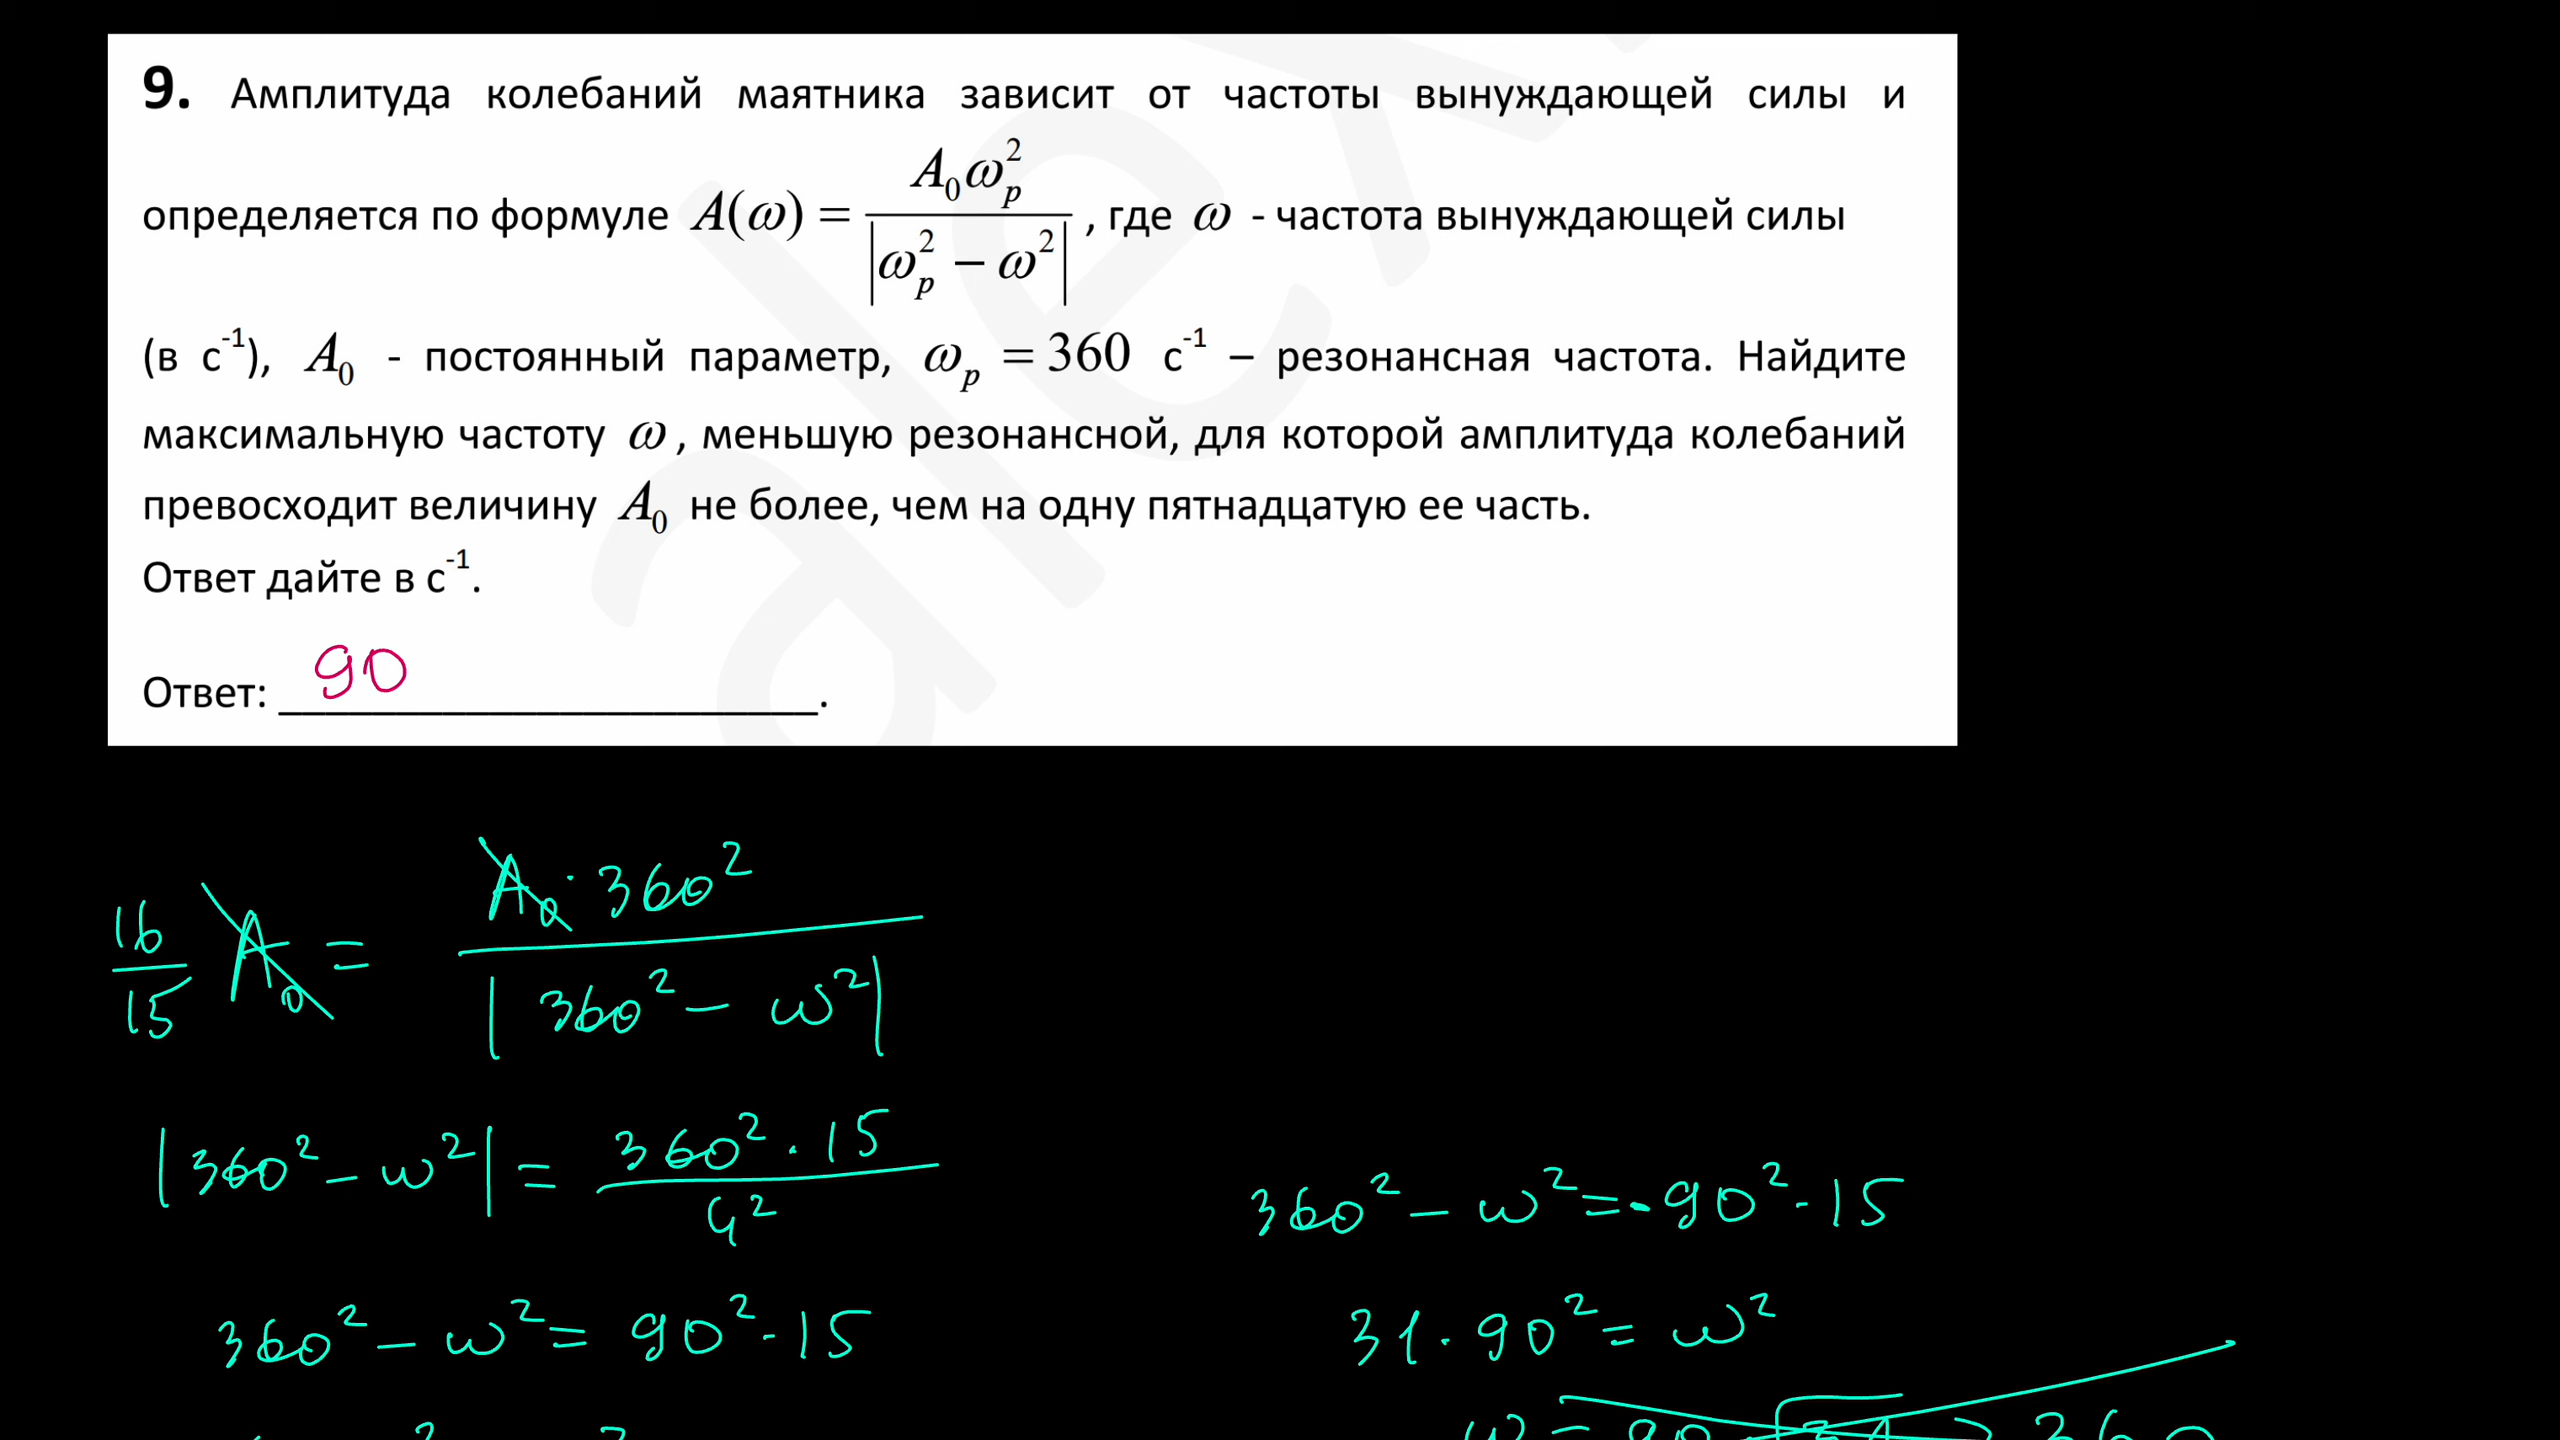 9. Амплитуда колебаний маятника зависит от частоты вынуждающей силы и
определяется по формуле A(ω) = A₀ω_p² / |ω_p² − ω²| , где ω - частота вынуждающей силы
(в с⁻¹), A₀ - постоянный параметр, ω_p = 360 с⁻¹ – резонансная частота. Найдите
максимальную частоту ω , меньшую резонансной, для которой амплитуда колебаний
превосходит величину A₀ не более, чем на одну пятнадцатую ее часть.
Ответ дайте в с⁻¹.
Ответ: 90.
16/15 A₀ = A₀·360² / |360² − ω²|
|360² − ω²| = 360²·15 / 4²
360² − ω² = 90²·15
360² − ω² = -90²·15
31·90² = ω²
ω = 90√31 > 360
alex